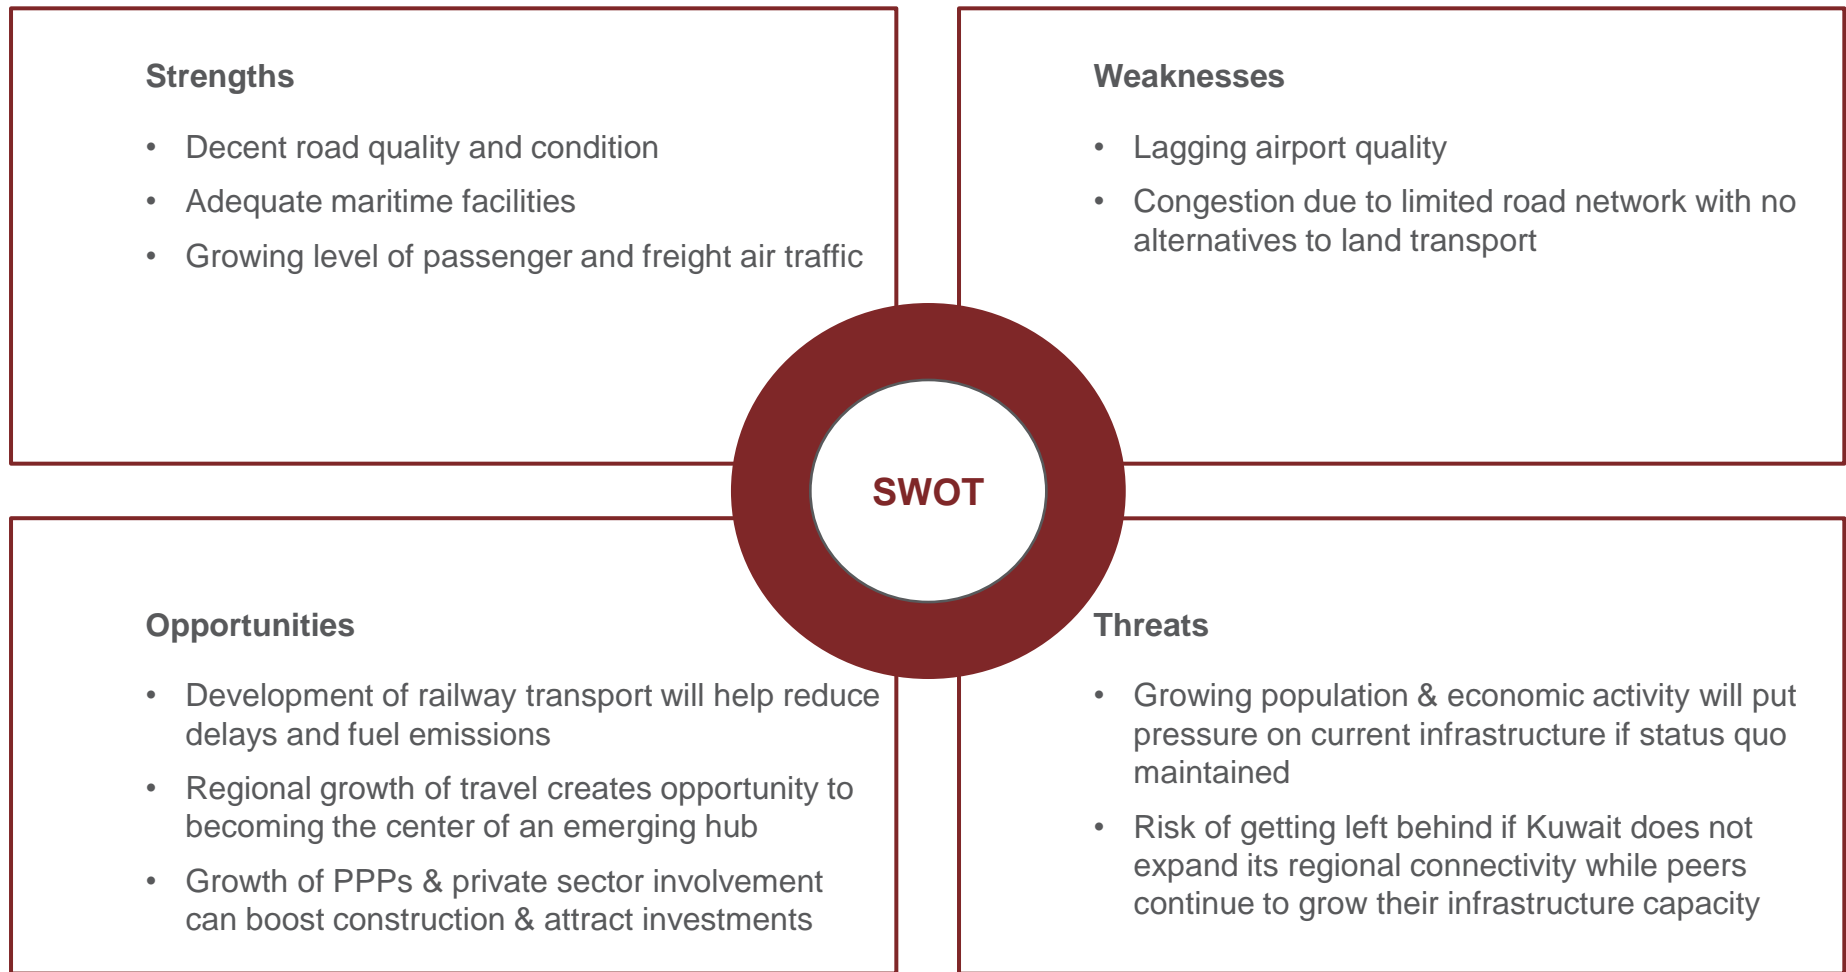 Strengths
• Decent road quality and condition
• Adequate maritime facilities
• Growing level of passenger and freight air traffic
Weaknesses
• Lagging airport quality
• Congestion due to limited road network with no
alternatives to land transport
SWOT
Opportunities
• Development of railway transport will help reduce
delays and fuel emissions
• Regional growth of travel creates opportunity to
becoming the center of an emerging hub
• Growth of PPPs & private sector involvement
can boost construction & attract investments
Threats
• Growing population & economic activity will put
pressure on current infrastructure if status quo
maintained
• Risk of getting left behind if Kuwait does not
expand its regional connectivity while peers
continue to grow their infrastructure capacity